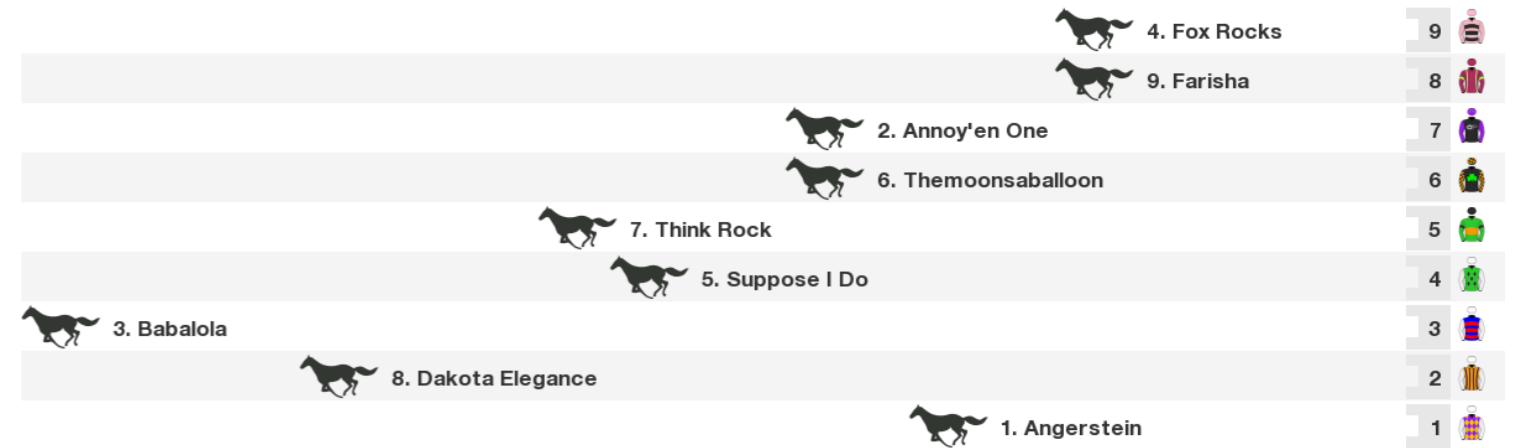 4. Fox Rocks 9
9. Farisha 8
2. Annoy'en One 7
6. Themoonsaballoon 6
7. Think Rock 5
5. Suppose I Do 4
3. Babalola 3
8. Dakota Elegance 2
1. Angerstein 1